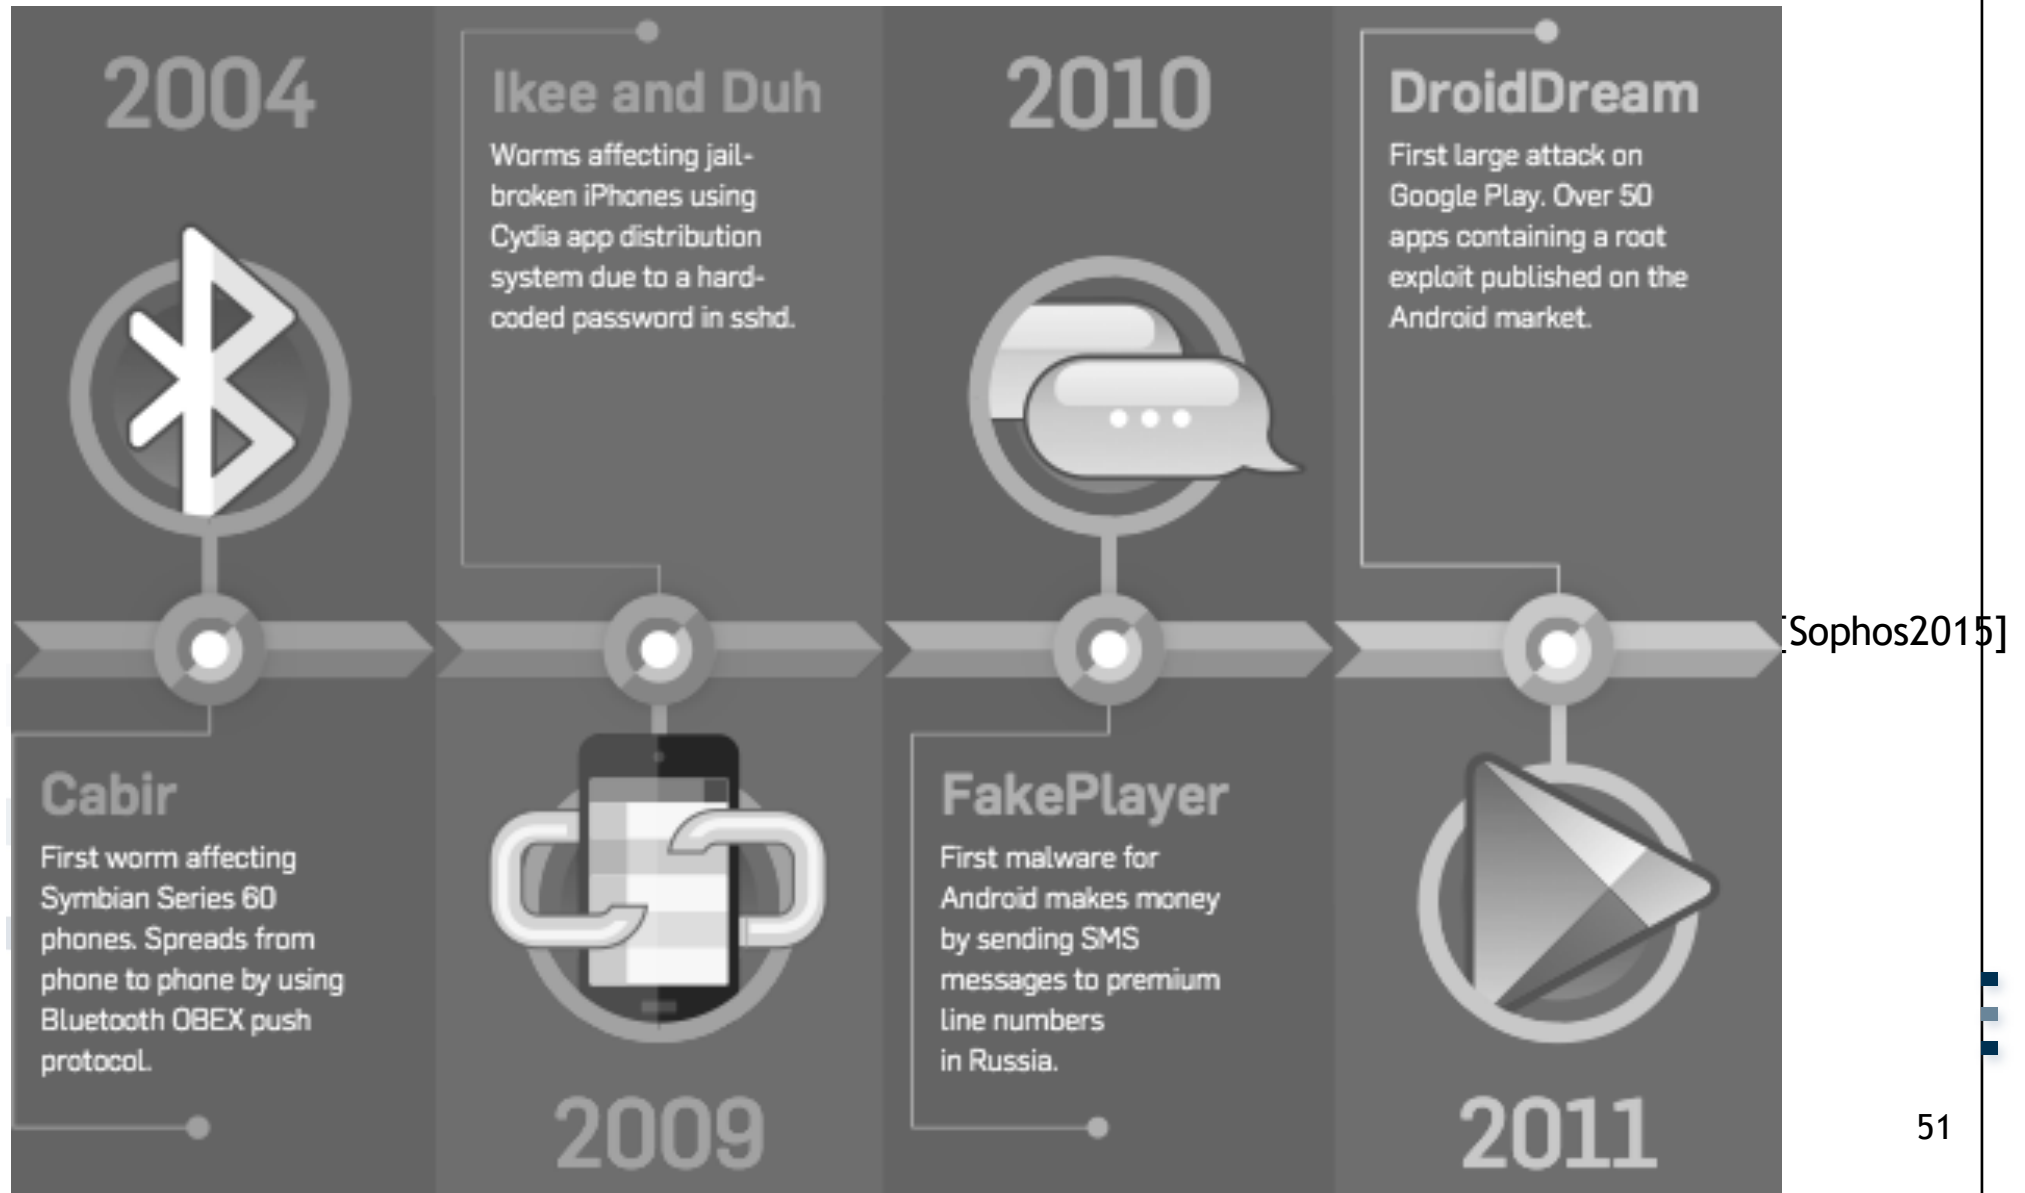 2004
Cabir
First worm affecting
Symbian Series 60
phones. Spreads from
phone to phone by using
Bluetooth OBEX push
protocol.
Ikee and Duh
Worms affecting jail-
broken iPhones using
Cydia app distribution
system due to a hard-
coded password in sshd.
2009
2010
FakePlayer
First malware for
Android makes money
by sending SMS
messages to premium
line numbers
in Russia.
DroidDream
First large attack on
Google Play. Over 50
apps containing a root
exploit published on the
Android market.
2011
[Sophos2015]
51